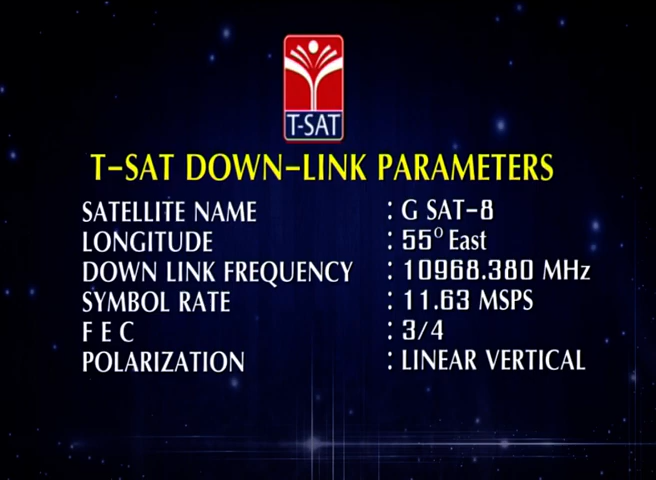 T-SAT
T-SAT DOWN-LINK PARAMETERS
SATELLITE NAME : G SAT-8
LONGITUDE : 55° East
DOWN LINK FREQUENCY : 10968.380 MHz
SYMBOL RATE : 11.63 MSPS
F E C : 3/4
POLARIZATION : LINEAR VERTICAL